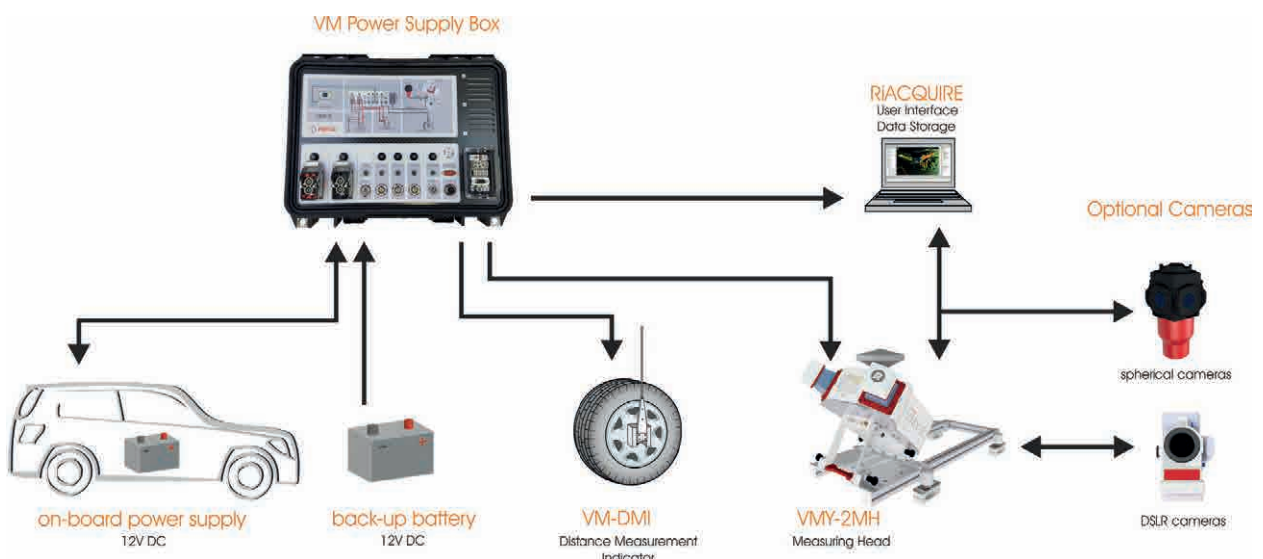 VM Power Supply Box
RiACQUIRE
User Interface
Data Storage
Optional Cameras
spherical cameras
on-board power supply
12V DC
back-up battery
12V DC
VM-DMI
Distance Measurement
Indicator
VMY-2MH
Measuring Head
DSLR cameras